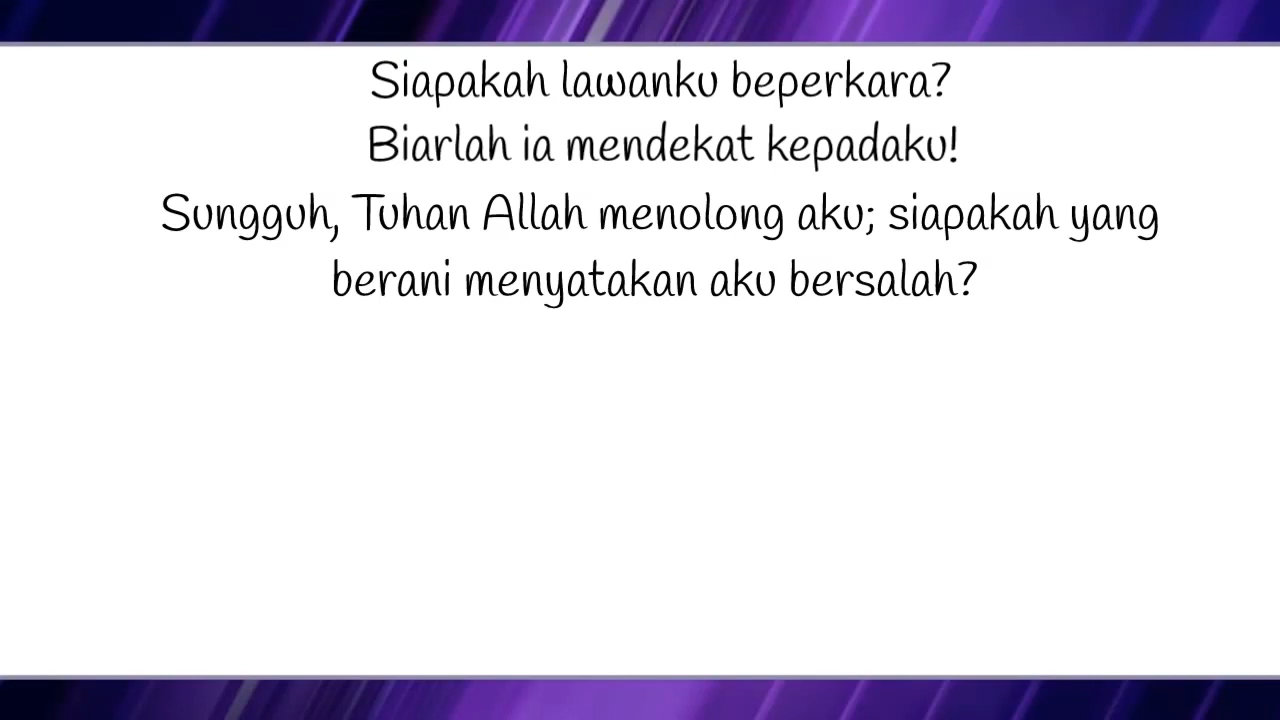 Siapakah lawanku beperkara?
Biarlah ia mendekat kepadaku!
Sungguh, Tuhan Allah menolong aku; siapakah yang
berani menyatakan aku bersalah?